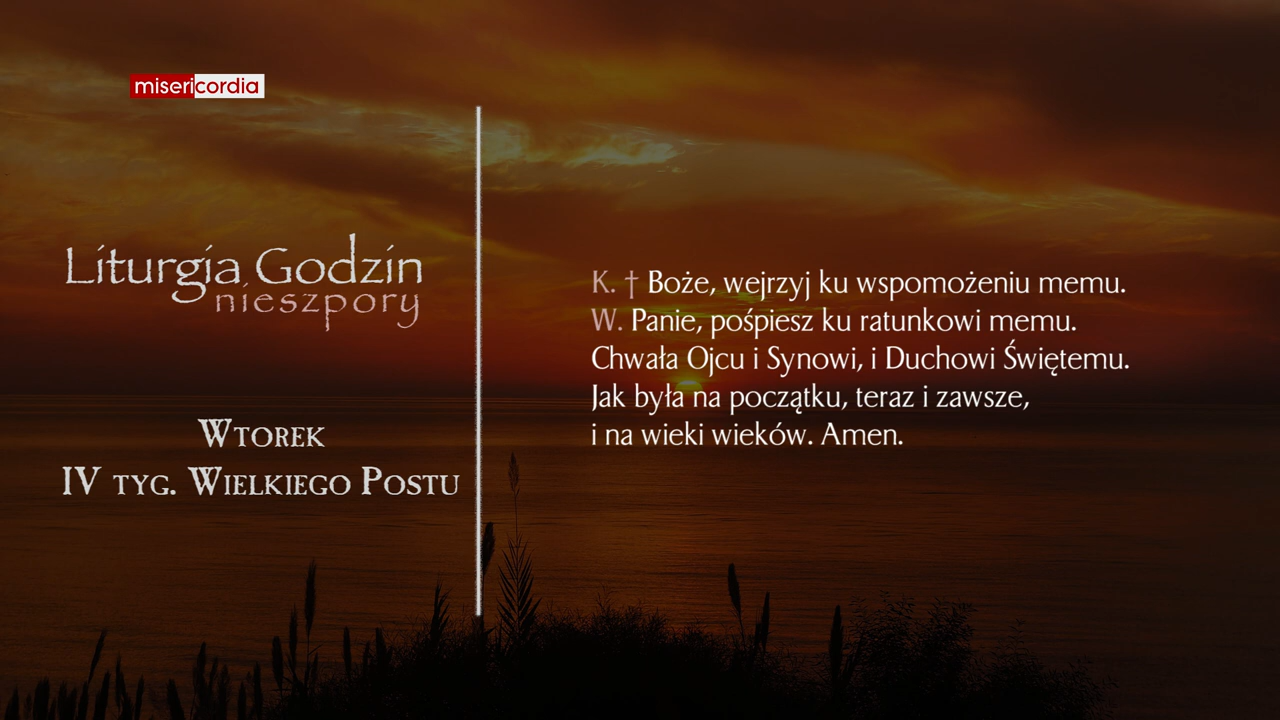 misericordia
Liturgia Godzin
nieszpory
Wtorek
IV tyg. Wielkiego Postu
K. † Boże, wejrzyj ku wspomożeniu memu.
W. Panie, pośpiesz ku ratunkowi memu.
Chwała Ojcu i Synowi, i Duchowi Świętemu.
Jak była na początku, teraz i zawsze,
i na wieki wieków. Amen.